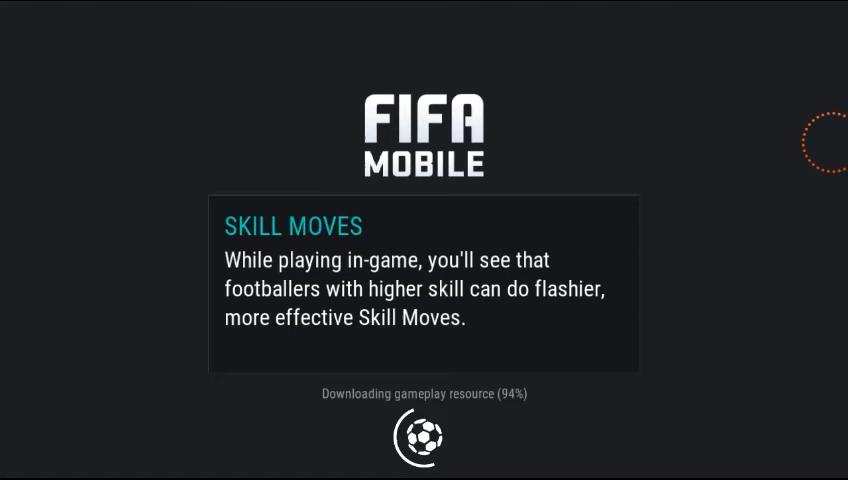 FIFA
MOBILE
SKILL MOVES
While playing in-game, you'll see that
footballers with higher skill can do flashier,
more effective Skill Moves.
Downloading gameplay resource (94%)